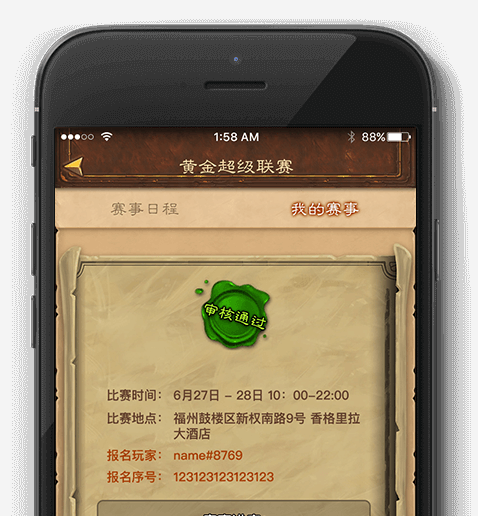 1:58 AM
88%
黄金超级联赛
赛事日程 我的赛事
审核通过
比赛时间： 6月27日 - 28日 10：00-22:00
比赛地点： 福州鼓楼区新权南路9号 香格里拉
大酒店
报名玩家： name#8769
报名序号： 123123123123123